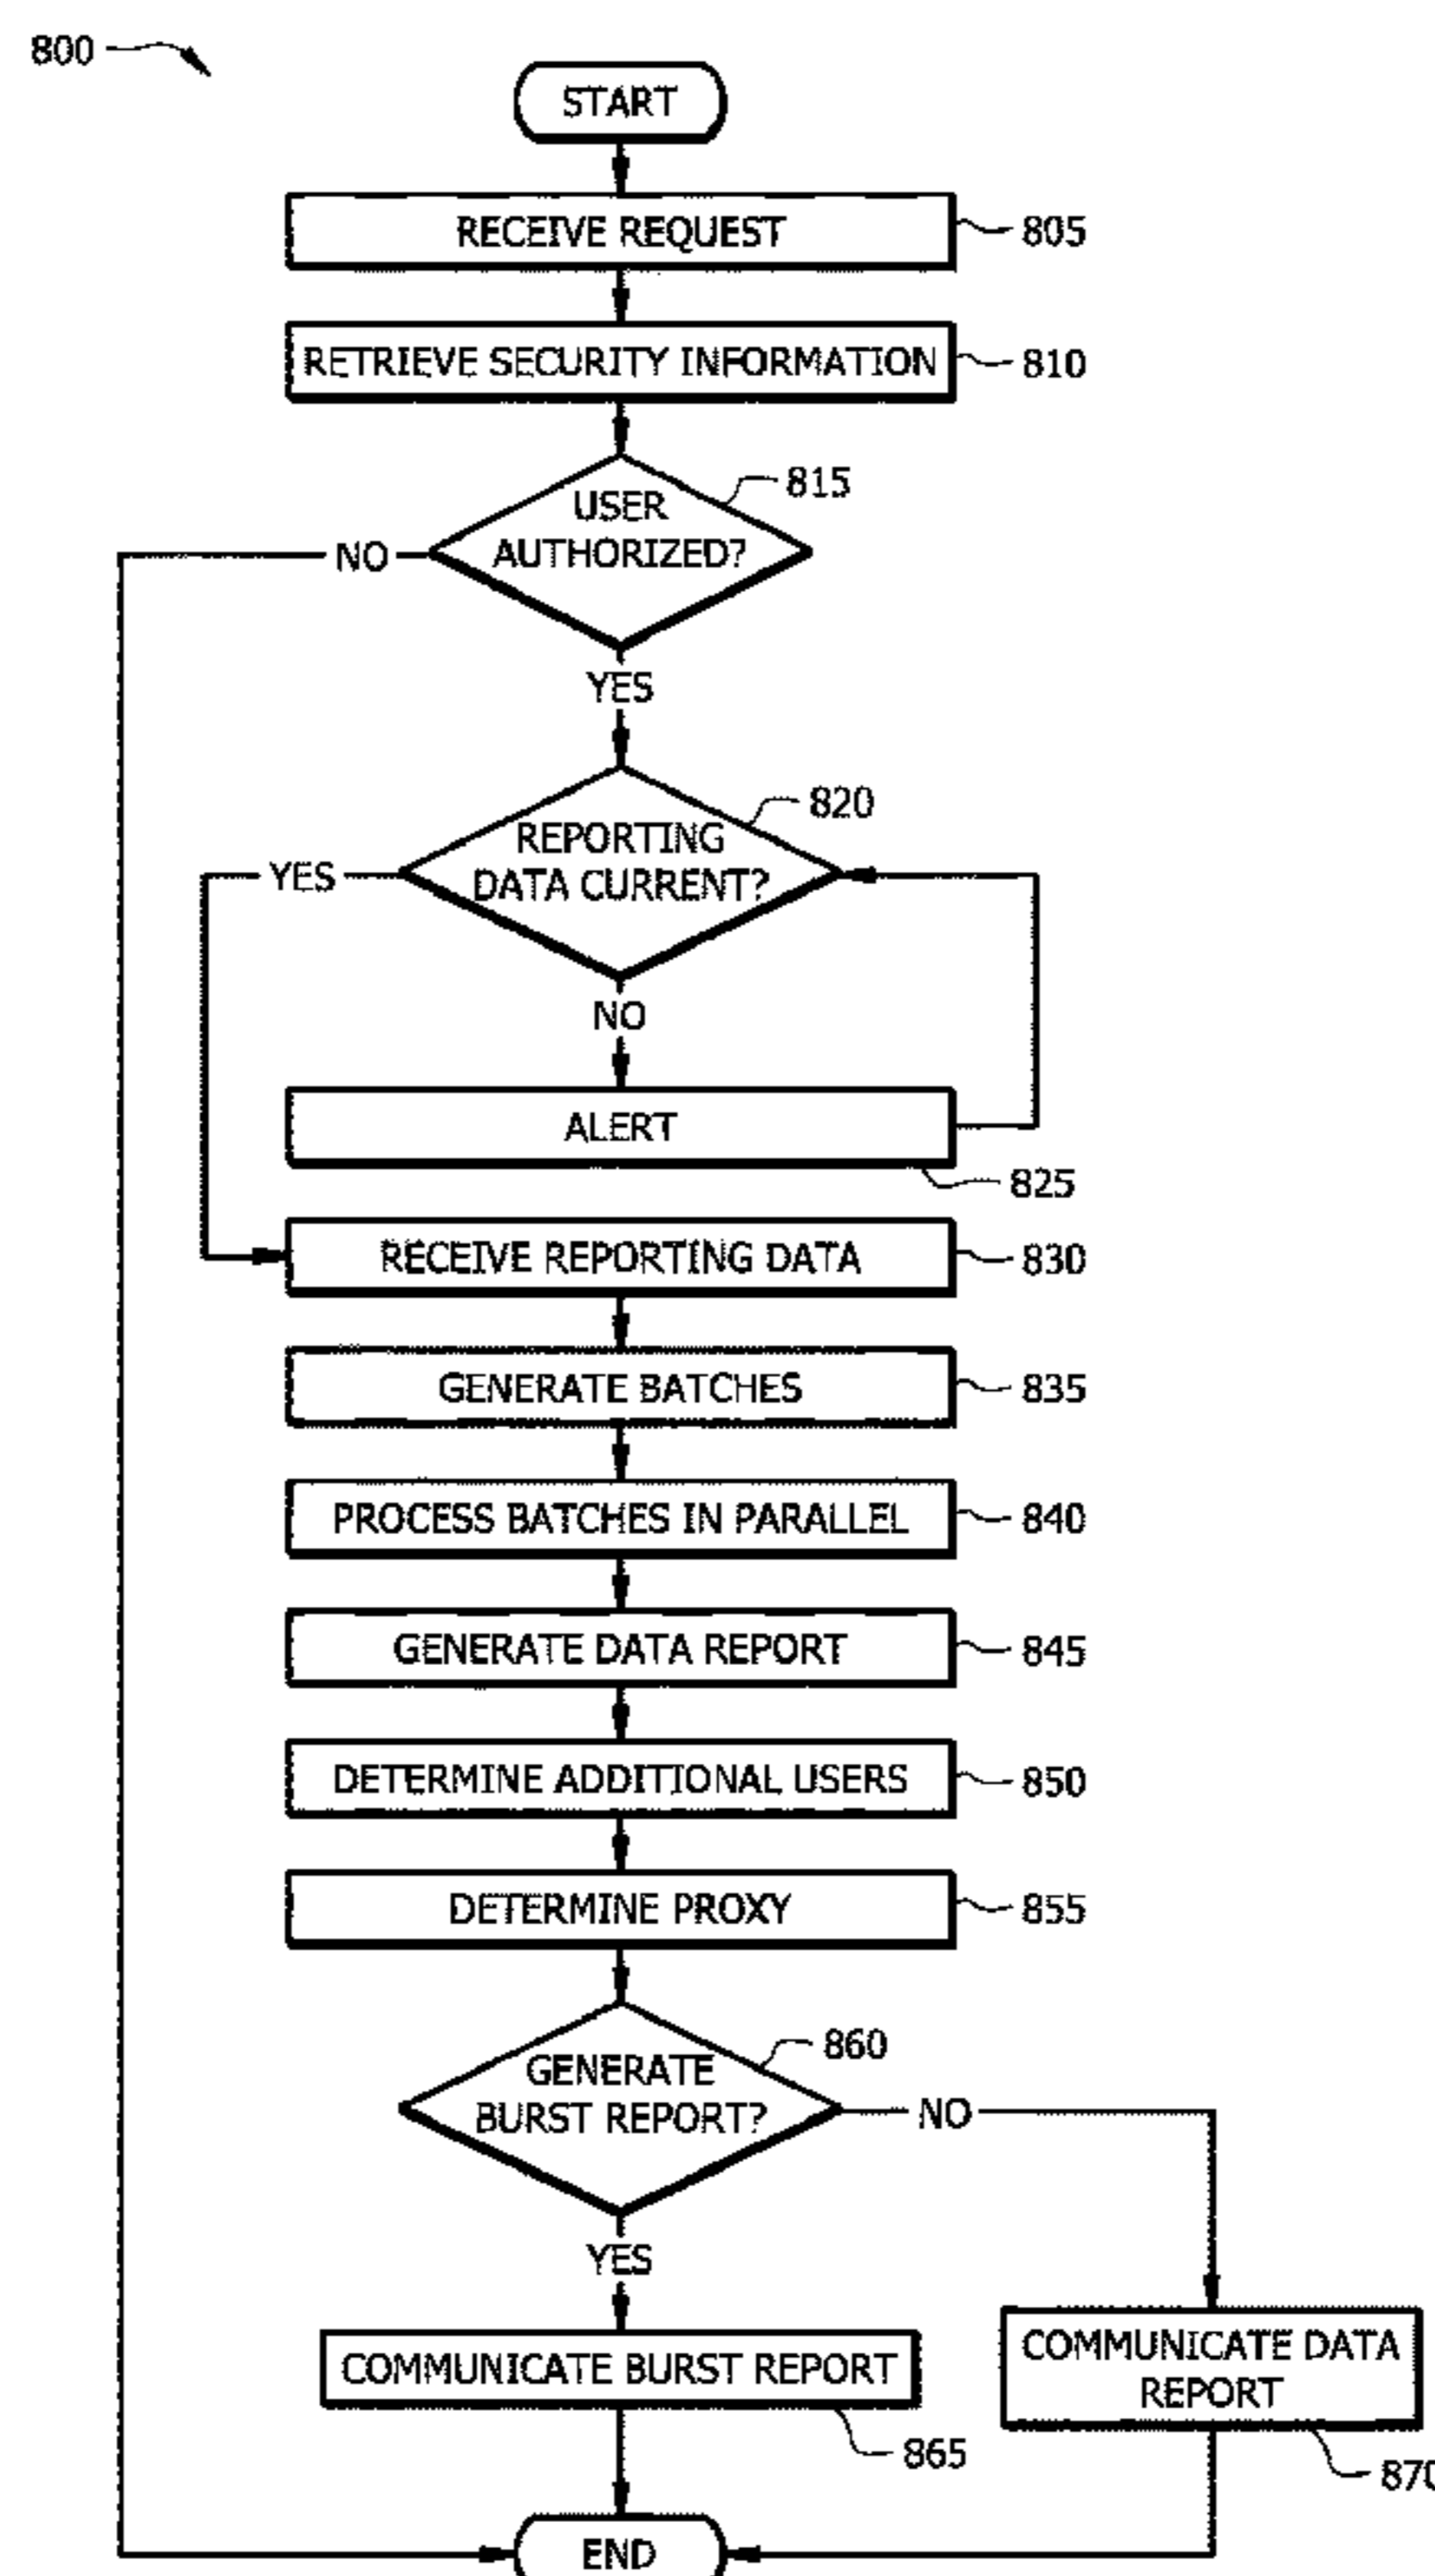 800
START
RECEIVE REQUEST
805
RETRIEVE SECURITY INFORMATION
810
815
USER
AUTHORIZED?
NO
YES
820
REPORTING
DATA CURRENT?
YES
NO
ALERT
825
RECEIVE REPORTING DATA
830
GENERATE BATCHES
835
PROCESS BATCHES IN PARALLEL
840
GENERATE DATA REPORT
845
DETERMINE ADDITIONAL USERS
850
DETERMINE PROXY
855
860
GENERATE
BURST REPORT?
NO
YES
COMMUNICATE BURST REPORT
865
COMMUNICATE DATA
REPORT
870
END